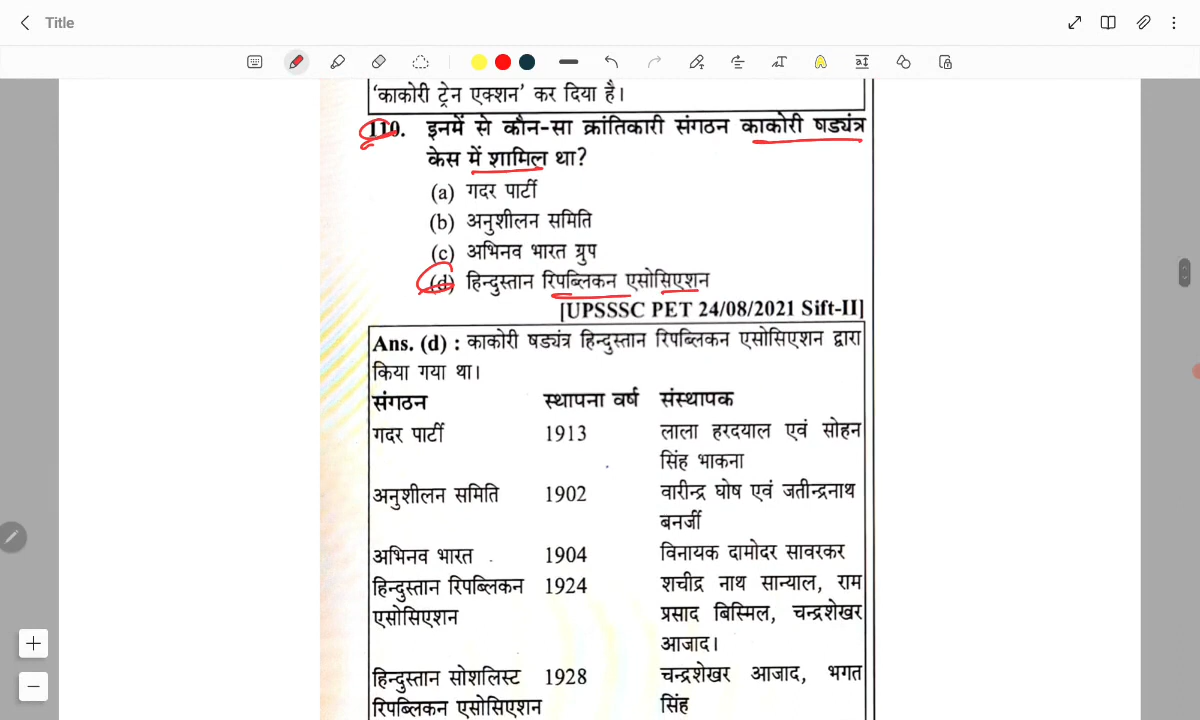 Title
‘काकोरी ट्रेन एक्शन’ कर दिया है।
110. इनमें से कौन-सा क्रांतिकारी संगठन काकोरी षड्यंत्र
केस में शामिल था?
(a) गदर पार्टी
(b) अनुशीलन समिति
(c) अभिनव भारत ग्रुप
(d) हिन्दुस्तान रिपब्लिकन एसोसिएशन
[UPSSSC PET 24/08/2021 Sift-II]
Ans. (d) : काकोरी षड्यंत्र हिन्दुस्तान रिपब्लिकन एसोसिएशन द्वारा
किया गया था।
संगठन स्थापना वर्ष संस्थापक
गदर पार्टी 1913 लाला हरदयाल एवं सोहन
सिंह भाकना
अनुशीलन समिति 1902 वारीन्द्र घोष एवं जतीन्द्रनाथ
बनर्जी
अभिनव भारत 1904 विनायक दामोदर सावरकर
हिन्दुस्तान रिपब्लिकन 1924 शचीद्र नाथ सान्याल, राम
एसोसिएशन प्रसाद बिस्मिल, चन्द्रशेखर
आजाद।
हिन्दुस्तान सोशलिस्ट 1928 चन्द्रशेखर आजाद, भगत
रिपब्लिकन एसोसिएशन सिंह